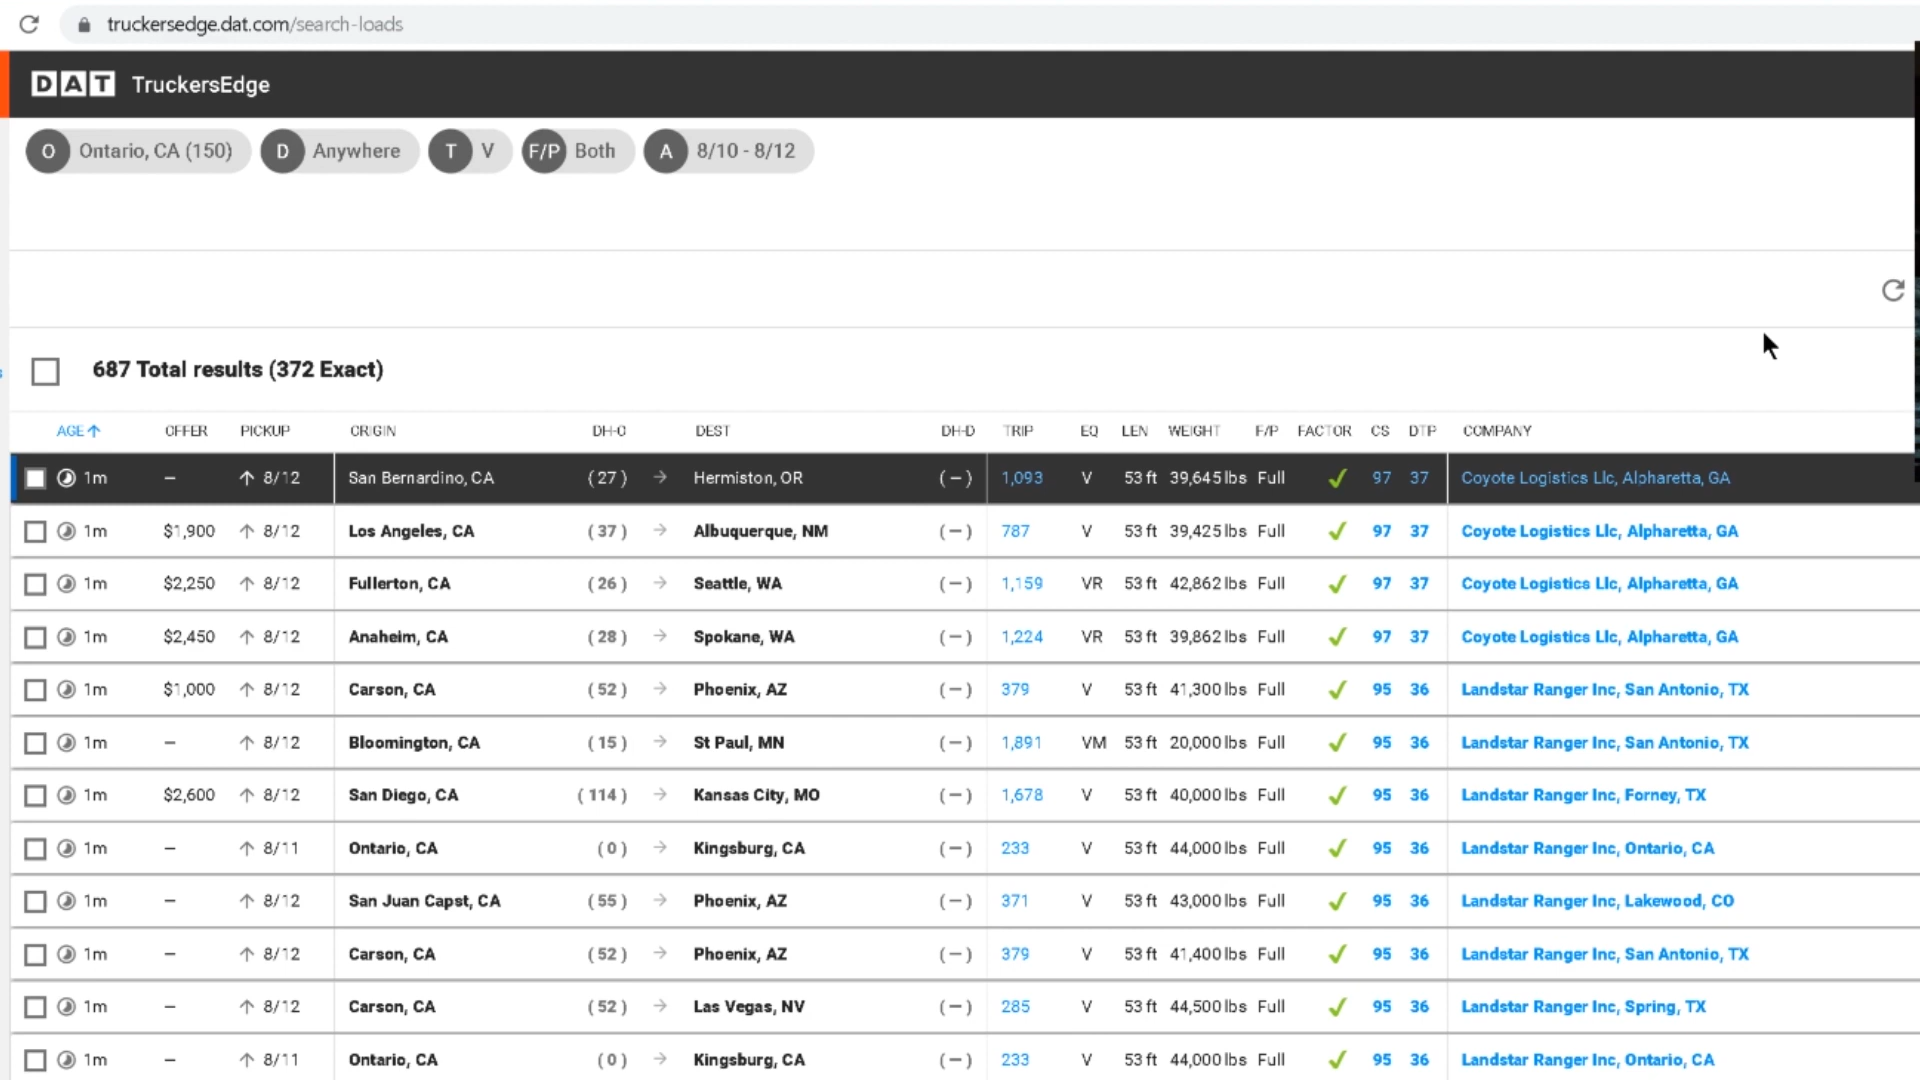 truckersedge.dat.com/search-loads
DAT TruckersEdge
O Ontario, CA (150) D Anywhere T V F/P Both A 8/10 - 8/12
687 Total results (372 Exact)
AGE↑ OFFER PICKUP ORIGIN DH-O DEST DH-D TRIP EQ LEN WEIGHT F/P FACTOR CS DTP COMPANY
1m – ↑ 8/12 San Bernardino, CA (27) → Hermiston, OR (–) 1,093 V 53 ft 39,645 lbs Full ✓ 97 37 Coyote Logistics Llc, Alpharetta, GA
1m $1,900 ↑ 8/12 Los Angeles, CA (37) → Albuquerque, NM (–) 787 V 53 ft 39,425 lbs Full ✓ 97 37 Coyote Logistics Llc, Alpharetta, GA
1m $2,250 ↑ 8/12 Fullerton, CA (26) → Seattle, WA (–) 1,159 VR 53 ft 42,862 lbs Full ✓ 97 37 Coyote Logistics Llc, Alpharetta, GA
1m $2,450 ↑ 8/12 Anaheim, CA (28) → Spokane, WA (–) 1,224 VR 53 ft 39,862 lbs Full ✓ 97 37 Coyote Logistics Llc, Alpharetta, GA
1m $1,000 ↑ 8/12 Carson, CA (52) → Phoenix, AZ (–) 379 V 53 ft 41,300 lbs Full ✓ 95 36 Landstar Ranger Inc, San Antonio, TX
1m – ↑ 8/12 Bloomington, CA (15) → St Paul, MN (–) 1,891 VM 53 ft 20,000 lbs Full ✓ 95 36 Landstar Ranger Inc, San Antonio, TX
1m $2,600 ↑ 8/12 San Diego, CA (114) → Kansas City, MO (–) 1,678 V 53 ft 40,000 lbs Full ✓ 95 36 Landstar Ranger Inc, Forney, TX
1m – ↑ 8/11 Ontario, CA (0) → Kingsburg, CA (–) 233 V 53 ft 44,000 lbs Full ✓ 95 36 Landstar Ranger Inc, Ontario, CA
1m – ↑ 8/12 San Juan Capst, CA (55) → Phoenix, AZ (–) 371 V 53 ft 43,000 lbs Full ✓ 95 36 Landstar Ranger Inc, Lakewood, CO
1m – ↑ 8/12 Carson, CA (52) → Phoenix, AZ (–) 379 V 53 ft 41,400 lbs Full ✓ 95 36 Landstar Ranger Inc, San Antonio, TX
1m – ↑ 8/12 Carson, CA (52) → Las Vegas, NV (–) 285 V 53 ft 44,500 lbs Full ✓ 95 36 Landstar Ranger Inc, Spring, TX
1m – ↑ 8/11 Ontario, CA (0) → Kingsburg, CA (–) 233 V 53 ft 44,000 lbs Full ✓ 95 36 Landstar Ranger Inc, Ontario, CA